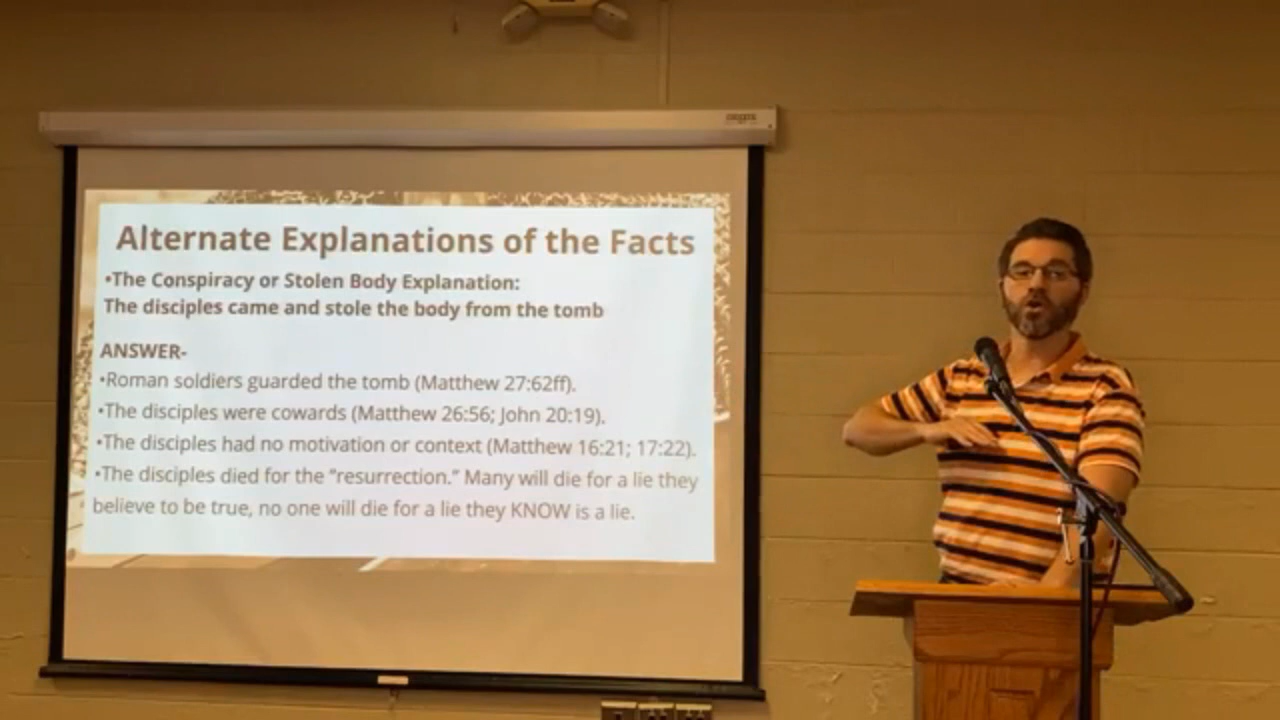 Alternate Explanations of the Facts
•The Conspiracy or Stolen Body Explanation:
The disciples came and stole the body from the tomb
ANSWER-
•Roman soldiers guarded the tomb (Matthew 27:62ff).
•The disciples were cowards (Matthew 26:56; John 20:19).
•The disciples had no motivation or context (Matthew 16:21; 17:22).
•The disciples died for the “resurrection.” Many will die for a lie they
believe to be true, no one will die for a lie they KNOW is a lie.